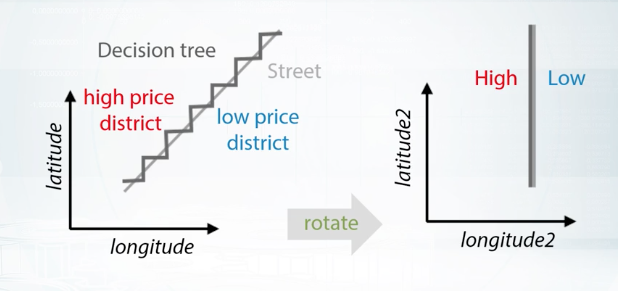 Decision tree
Street
high price
district
low price
district
latitude
longitude
rotate
High
Low
latitude2
longitude2